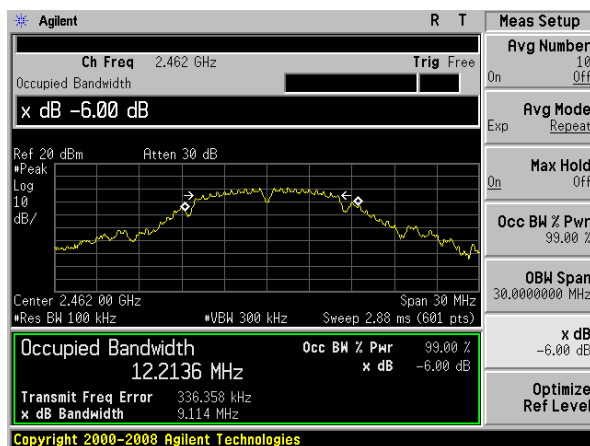 Agilent R T Meas Setup
Avg Number
10
On Off
Ch Freq 2.462 GHz Trig Free
Occupied Bandwidth
x dB -6.00 dB
Avg Mode
Exp Repeat
Ref 20 dBm Atten 30 dB
#Peak
Log
10
dB/
Max Hold
On Off
Occ BW % Pwr
99.00 %
OBW Span
30.0000000 MHz
Center 2.462 00 GHz Span 30 MHz
#Res BW 100 kHz #VBW 300 kHz Sweep 2.88 ms (601 pts)
x dB
-6.00 dB
Occupied Bandwidth Occ BW % Pwr 99.00 %
12.2136 MHz x dB -6.00 dB
Transmit Freq Error 336.358 kHz
x dB Bandwidth 9.114 MHz
Optimize
Ref Level
Copyright 2000-2008 Agilent Technologies